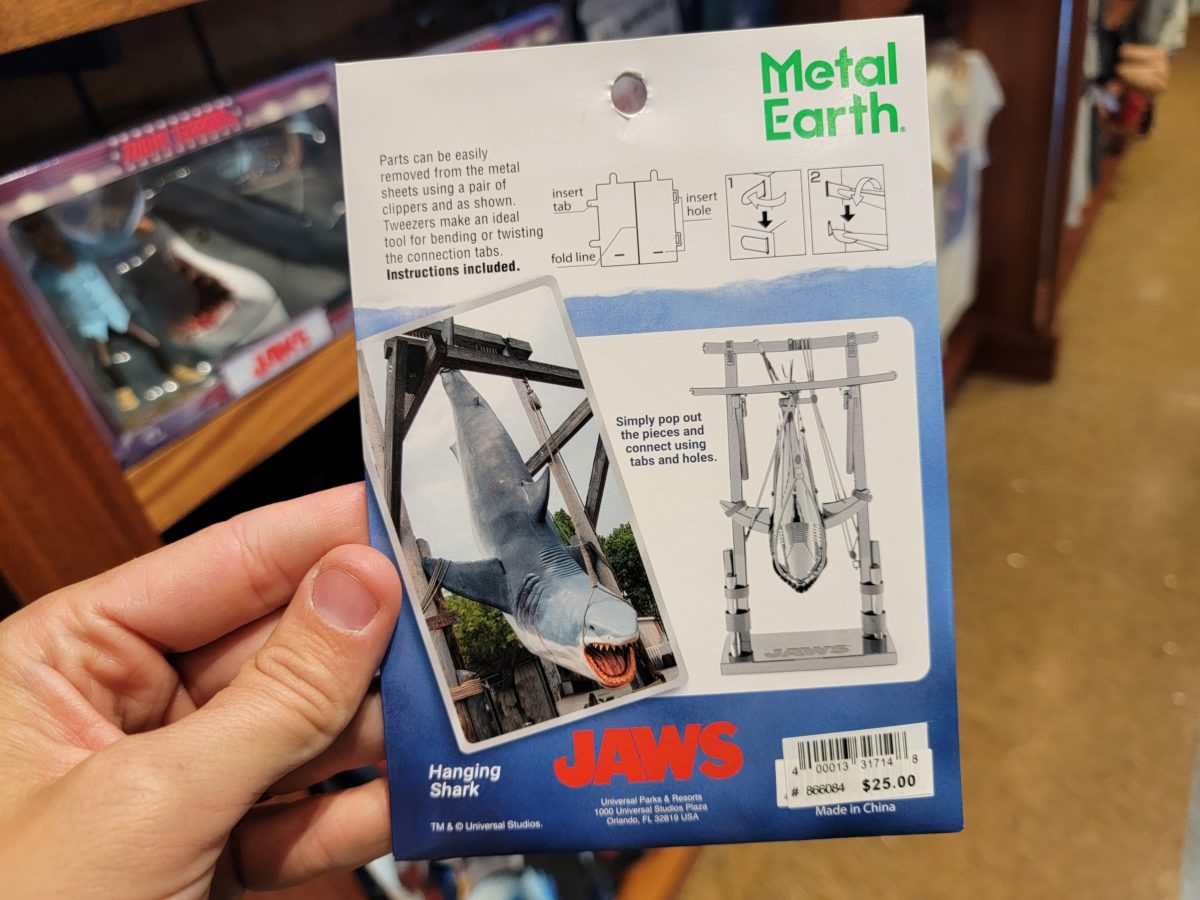 Metal
Earth®
Parts can be easily
removed from the metal
sheets using a pair of
clippers and as shown.
Tweezers make an ideal
tool for bending or twisting
the connection tabs.
Instructions included.
insert
tab
insert
hole
fold line
1
2
Simply pop out
the pieces and
connect using
tabs and holes.
JAWS
JAWS
Hanging
Shark
TM & © Universal Studios.
JAWS
Universal Parks & Resorts
1000 Universal Studios Plaza
Orlando, FL 32819 USA
4 00013 31714 8
# 866084 $25.00
Made in China